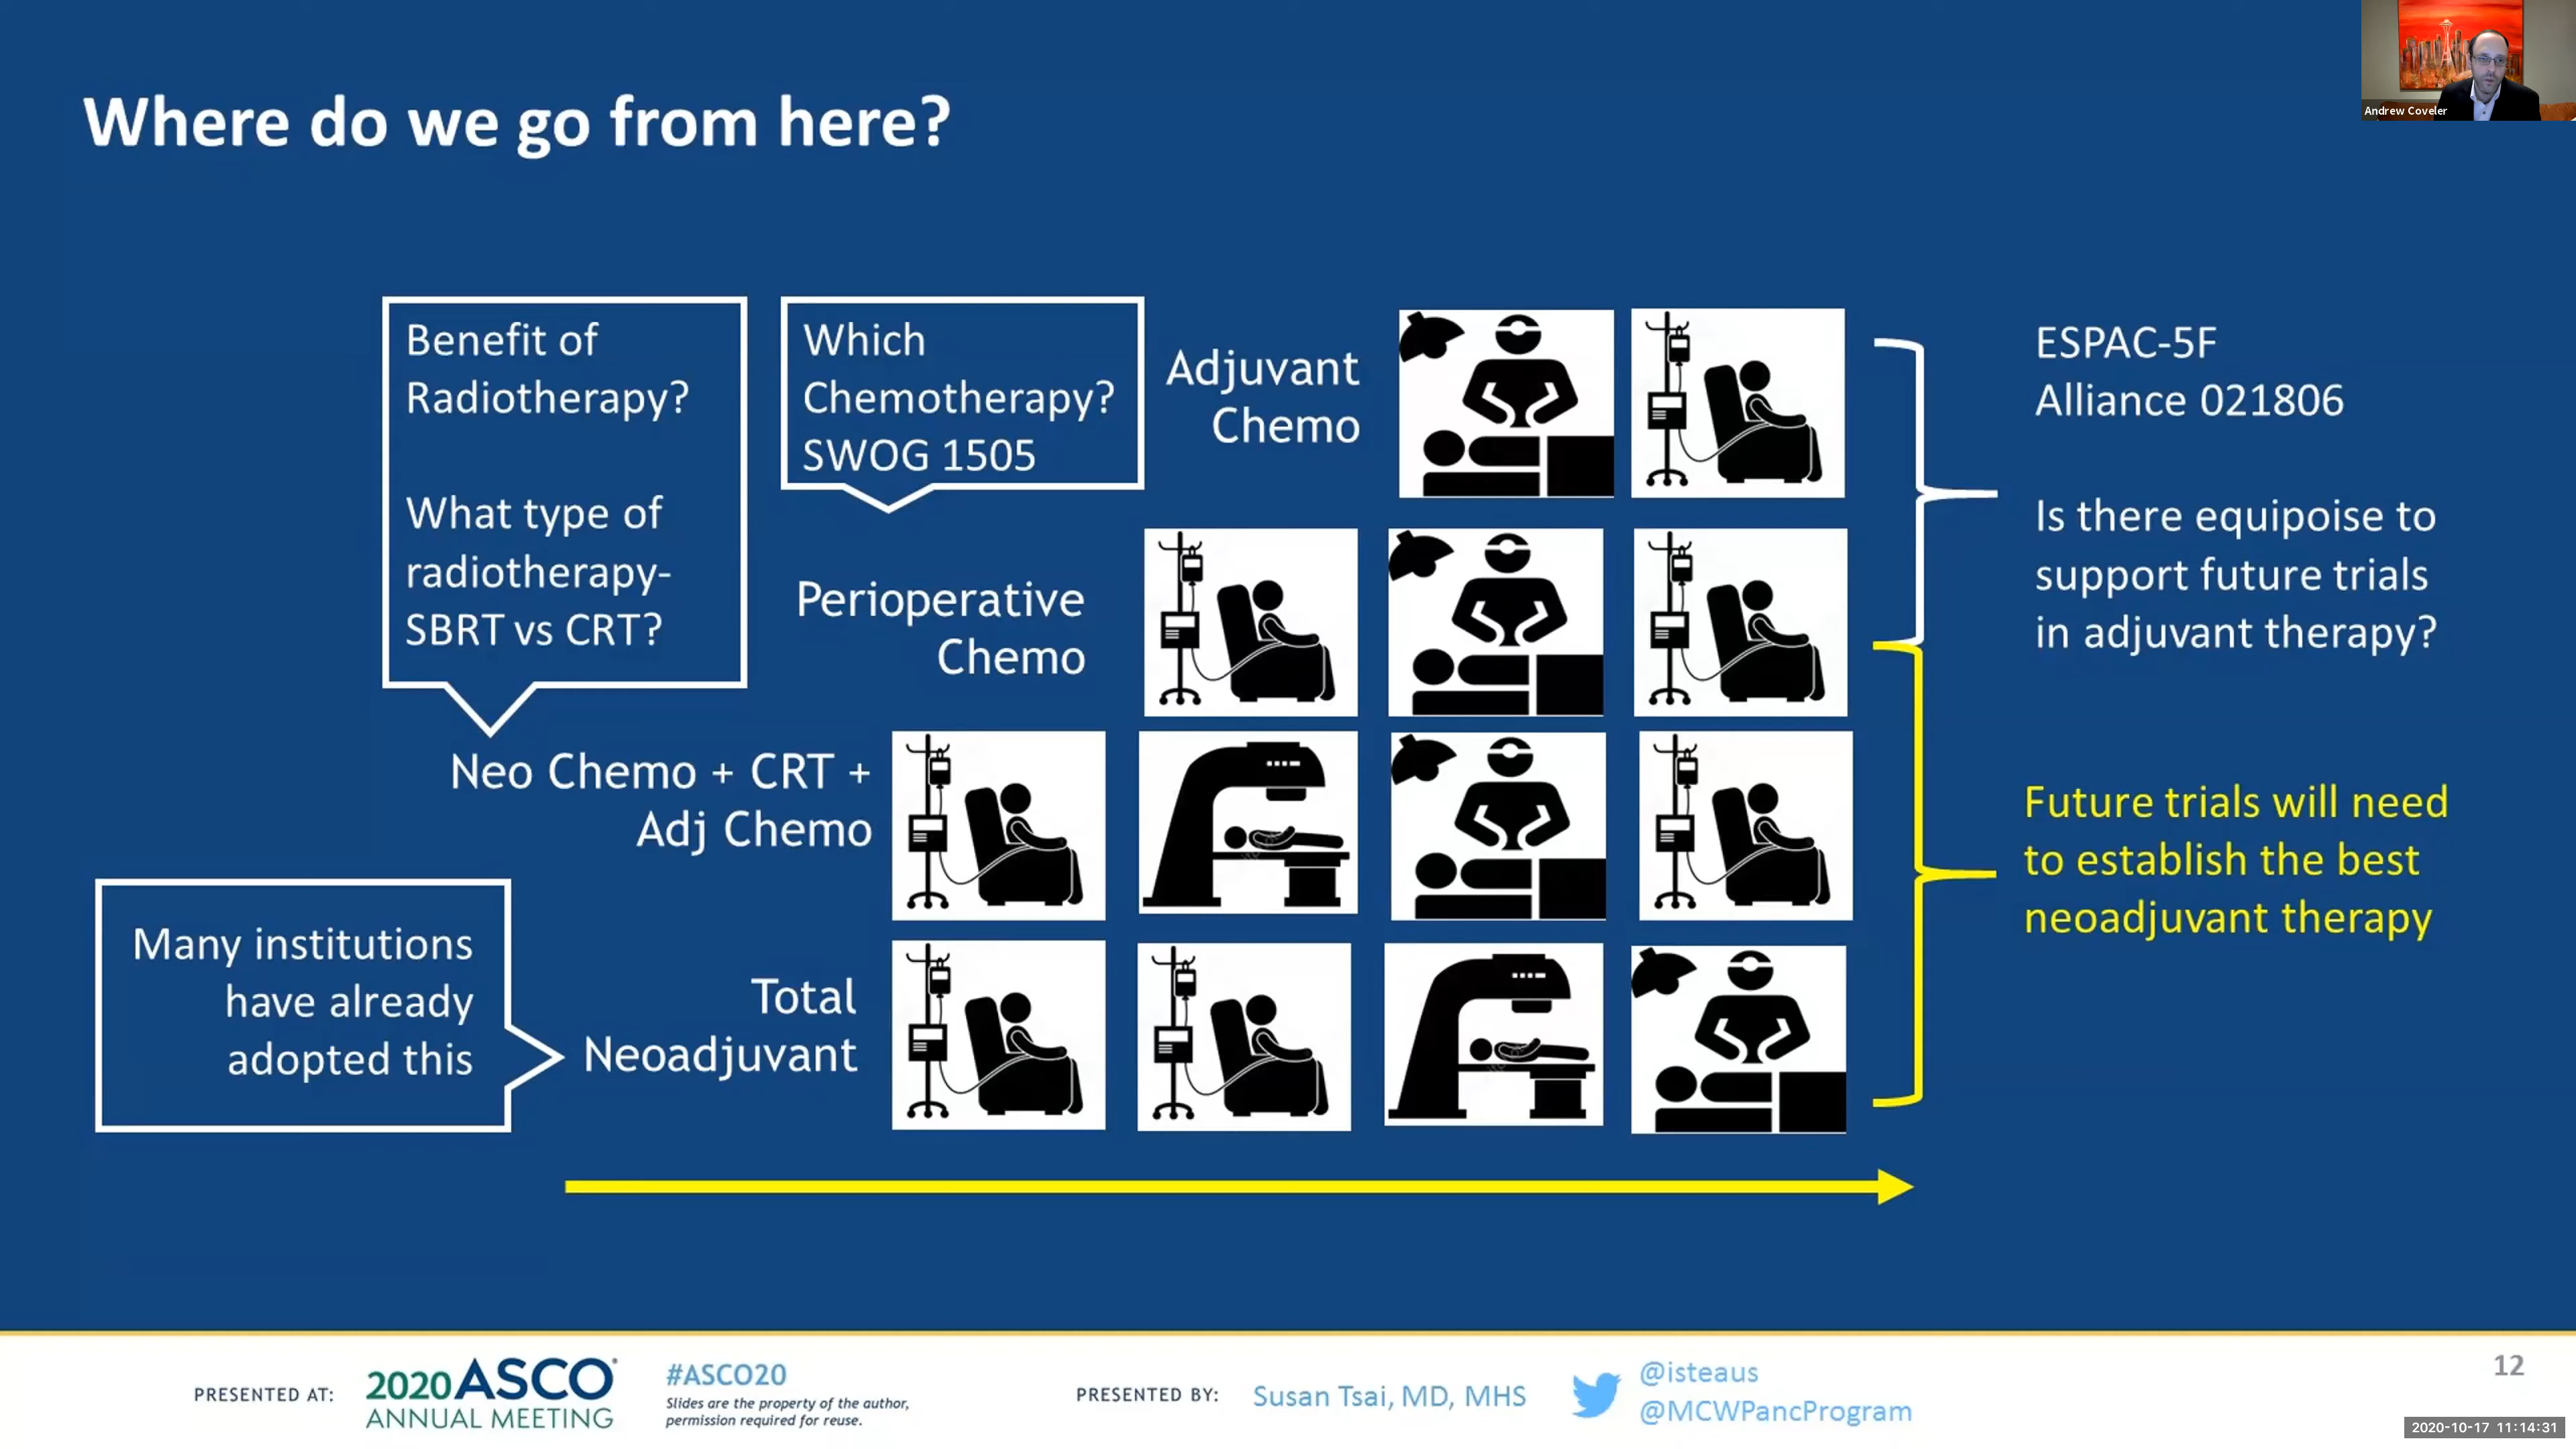 Where do we go from here?
Andrew Coveler
Benefit of
Radiotherapy?
What type of
radiotherapy-
SBRT vs CRT?
Which
Chemotherapy?
SWOG 1505
Adjuvant
Chemo
Perioperative
Chemo
Neo Chemo + CRT +
Adj Chemo
Many institutions
have already
adopted this
Total
Neoadjuvant
ESPAC-5F
Alliance 021806
Is there equipoise to
support future trials
in adjuvant therapy?
Future trials will need
to establish the best
neoadjuvant therapy
PRESENTED AT:
2020 ASCO
ANNUAL MEETING
#ASCO20
Slides are the property of the author,
permission required for reuse.
PRESENTED BY:
Susan Tsai, MD, MHS
@isteaus
@MCWPancProgram
12
2020-10-17 11:14:31